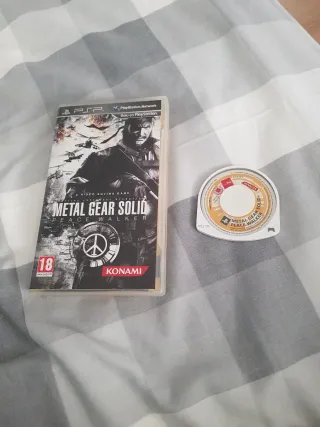 PSP
PlayStation Network
A HIDEO KOJIMA GAME
METAL GEAR SOLID
PEACE WALKER
18
KONAMI
METAL GEAR SOLID
PEACE WALKER